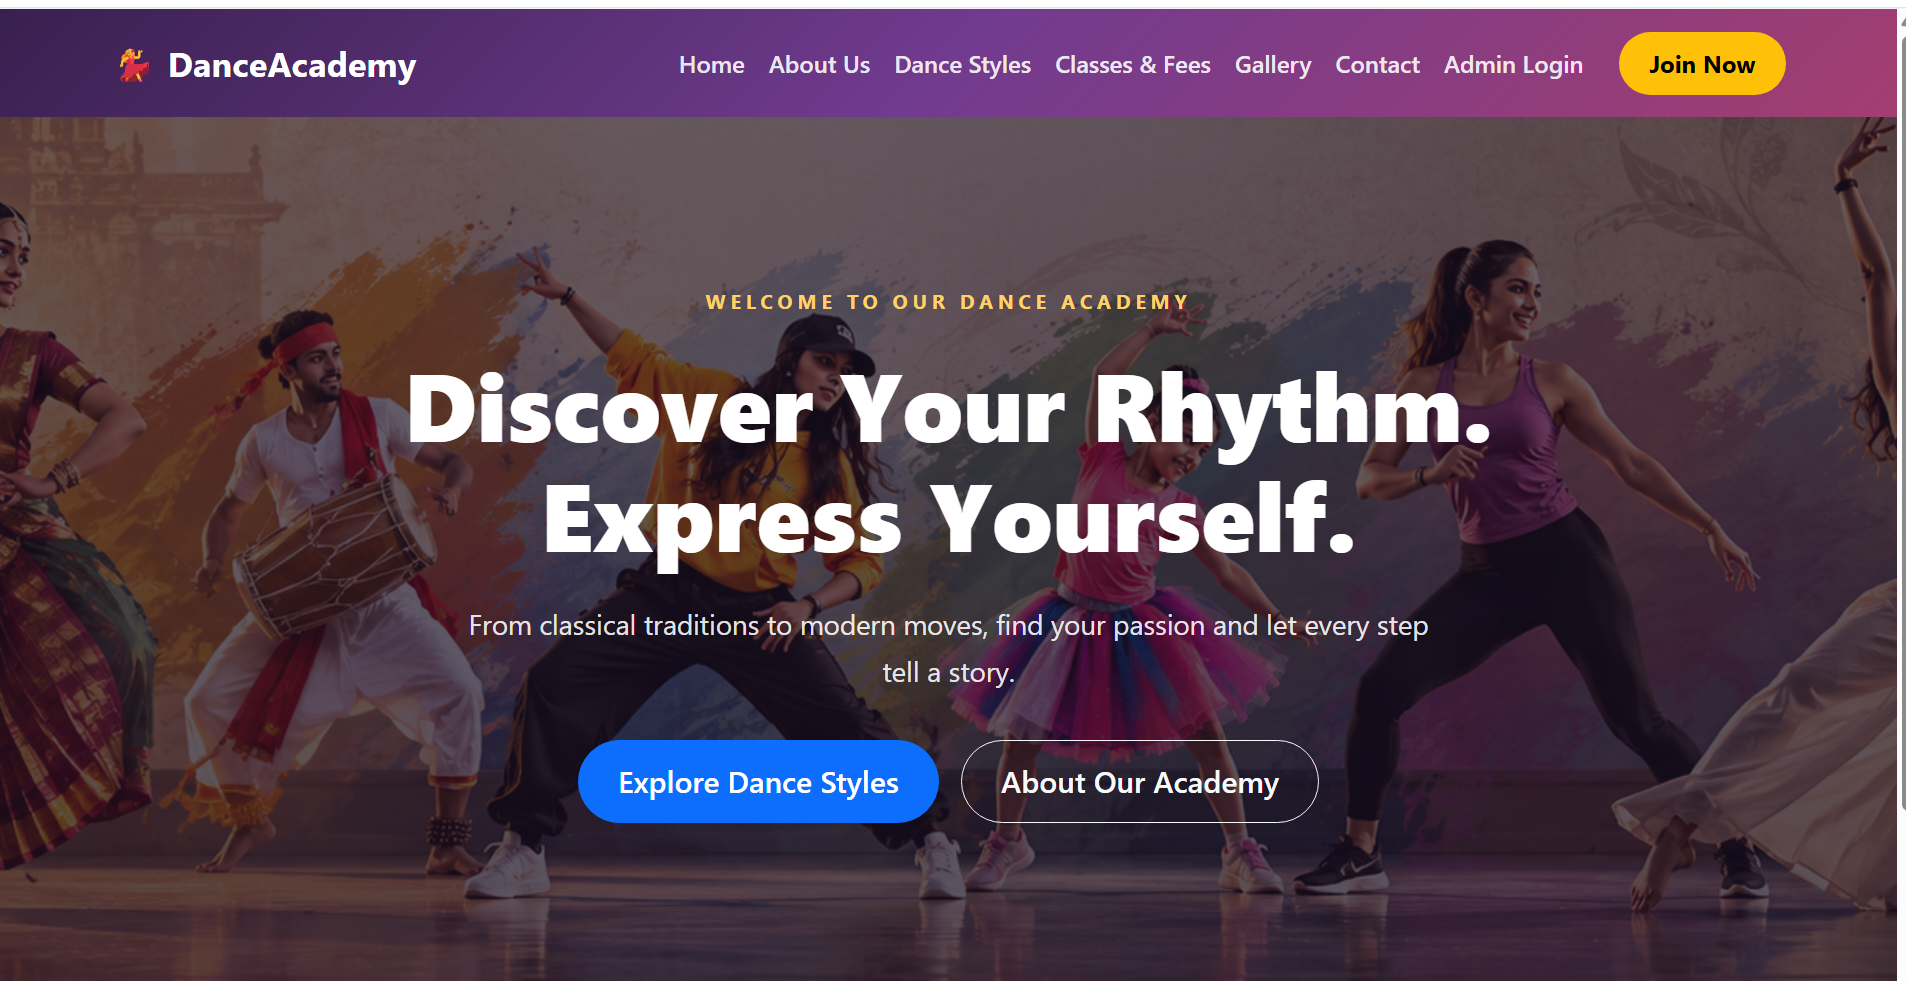 DanceAcademy
Home About Us Dance Styles Classes & Fees Gallery Contact Admin Login Join Now
WELCOME TO OUR DANCE ACADEMY
Discover Your Rhythm.
Express Yourself.
From classical traditions to modern moves, find your passion and let every step
tell a story.
Explore Dance Styles About Our Academy